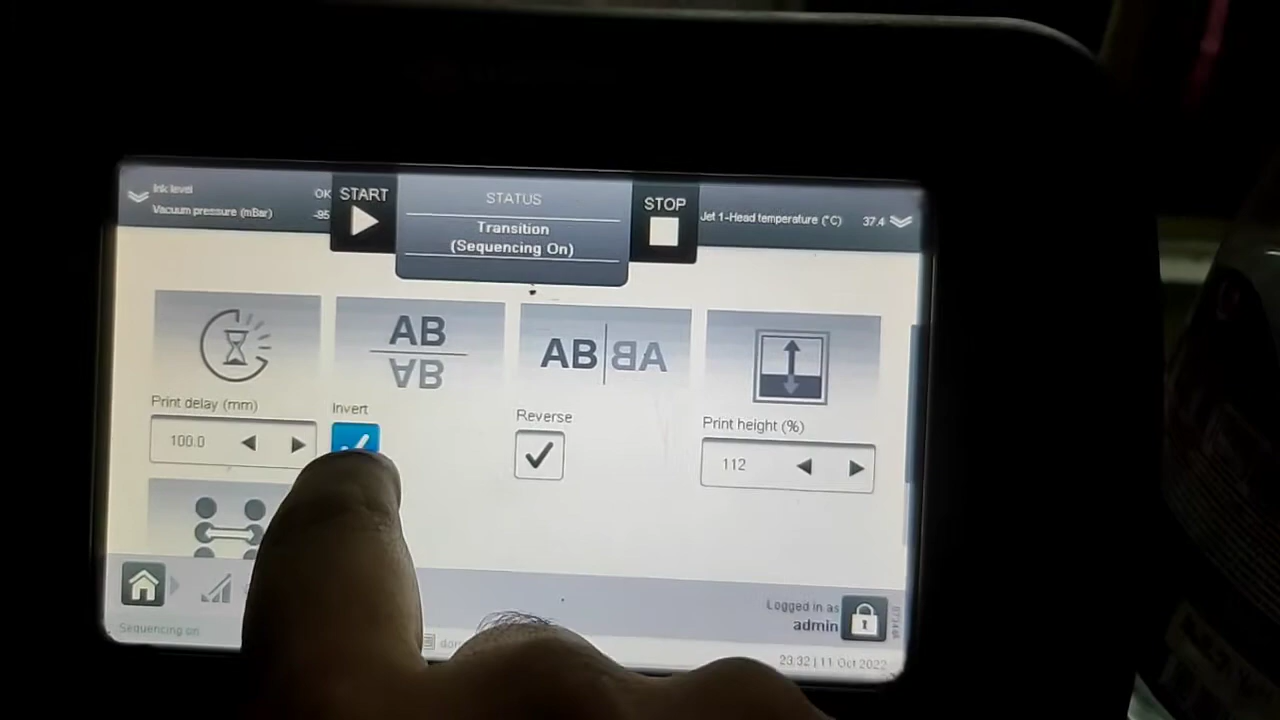 Ink level OK
Vacuum pressure (mBar) -95
START
STATUS
Transition
(Sequencing On)
STOP
Jet 1-Head temperature (°C) 37.4
AB
AB
AB AB
Print delay (mm)
100.0
Invert
Reverse
Print height (%)
112
Logged in as
admin
Sequencing on
23:32 | 11 Oct 2022